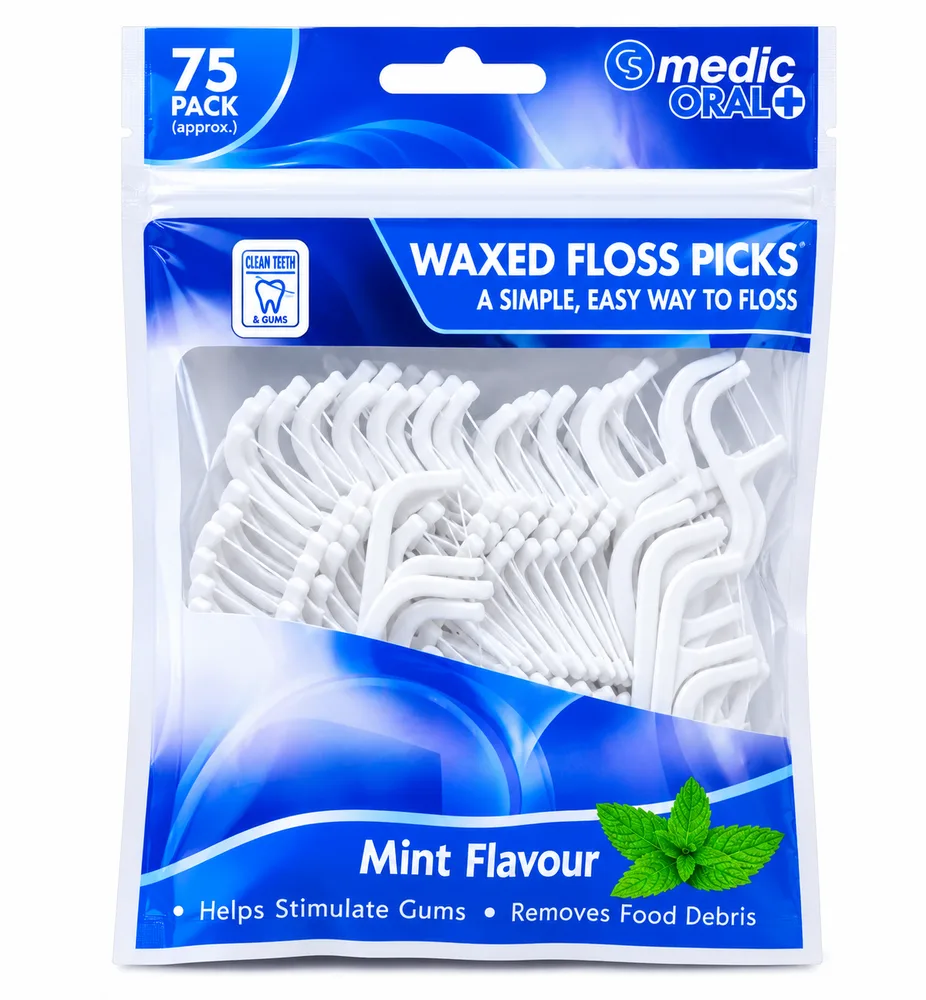 75
PACK
(approx.)
CS medic
ORAL+
CLEAN TEETH
& GUMS
WAXED FLOSS PICKS
A SIMPLE, EASY WAY TO FLOSS
Mint Flavour
• Helps Stimulate Gums • Removes Food Debris